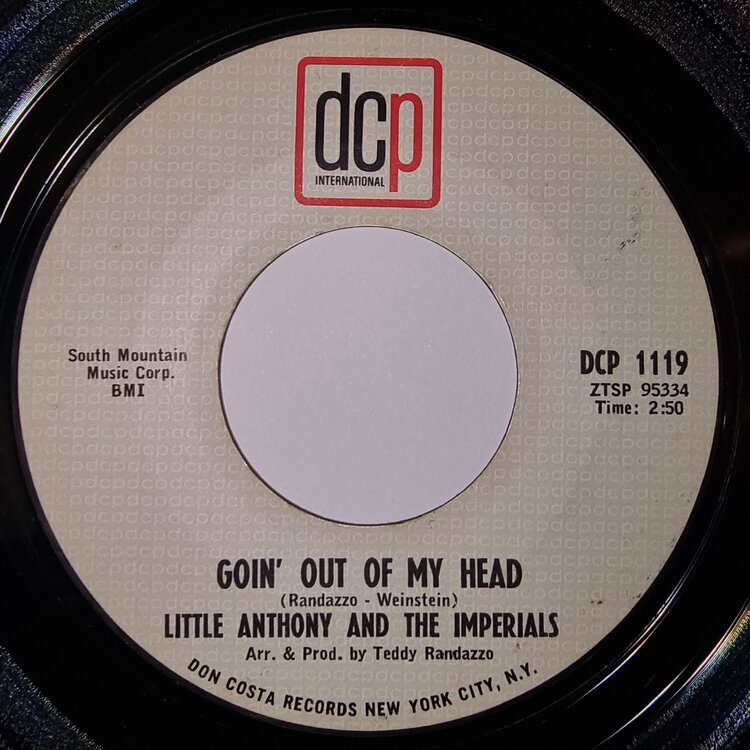 dcp
INTERNATIONAL
South Mountain
Music Corp.
BMI
DCP 1119
ZTSP 95334
Time: 2:50
GOIN' OUT OF MY HEAD
(Randazzo - Weinstein)
LITTLE ANTHONY AND THE IMPERIALS
Arr. & Prod. by Teddy Randazzo
DON COSTA RECORDS NEW YORK CITY, N.Y.